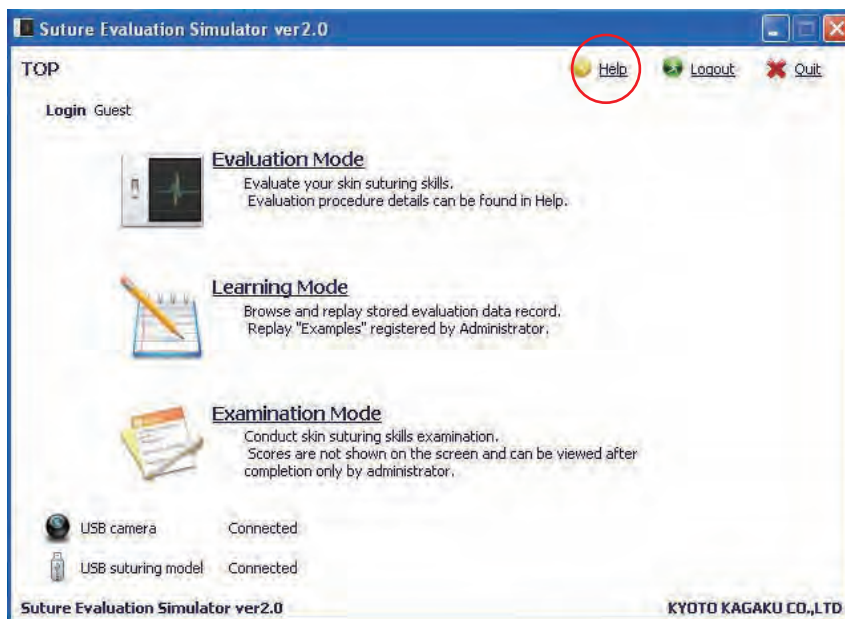 Suture Evaluation Simulator ver2.0
TOP
Help Logout Quit
Login Guest
Evaluation Mode
Evaluate your skin suturing skills.
Evaluation procedure details can be found in Help.
Learning Mode
Browse and replay stored evaluation data record.
Replay "Examples" registered by Administrator.
Examination Mode
Conduct skin suturing skills examination.
Scores are not shown on the screen and can be viewed after
completion only by administrator.
USB camera Connected
USB suturing model Connected
Suture Evaluation Simulator ver2.0 KYOTO KAGAKU CO.,LTD